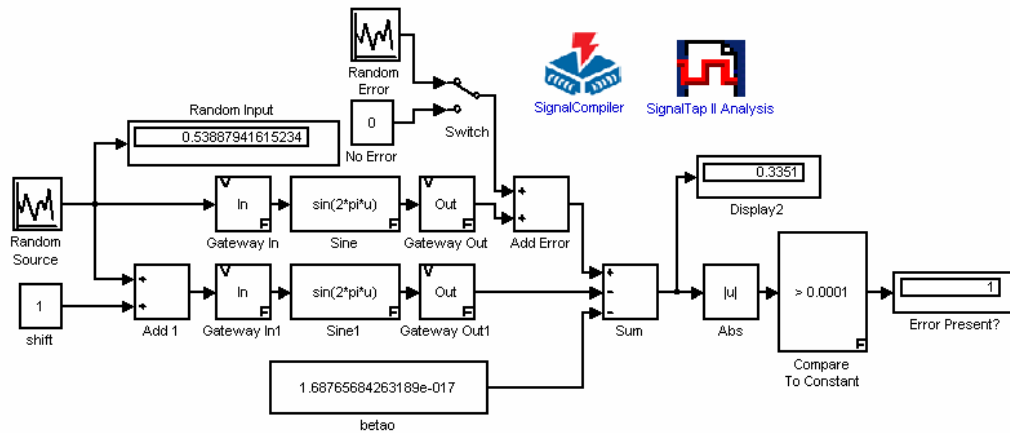 Random
Error
SignalCompiler
SignalTap II Analysis
Random Input
0.53887941615234
0
No Error
Switch
0.3351
Display2
Random
Source
V
In
F
Gateway In
sin(2*pi*u)
F
Sine
V
Out
F
Gateway Out
+
+
Add Error
1
shift
+
+
Add 1
V
In
F
Gateway In1
sin(2*pi*u)
F
Sine1
V
Out
F
Gateway Out1
+
-
-
Sum
|u|
Abs
> 0.0001
F
Compare
To Constant
1
Error Present?
1.68765684263189e-017
betao